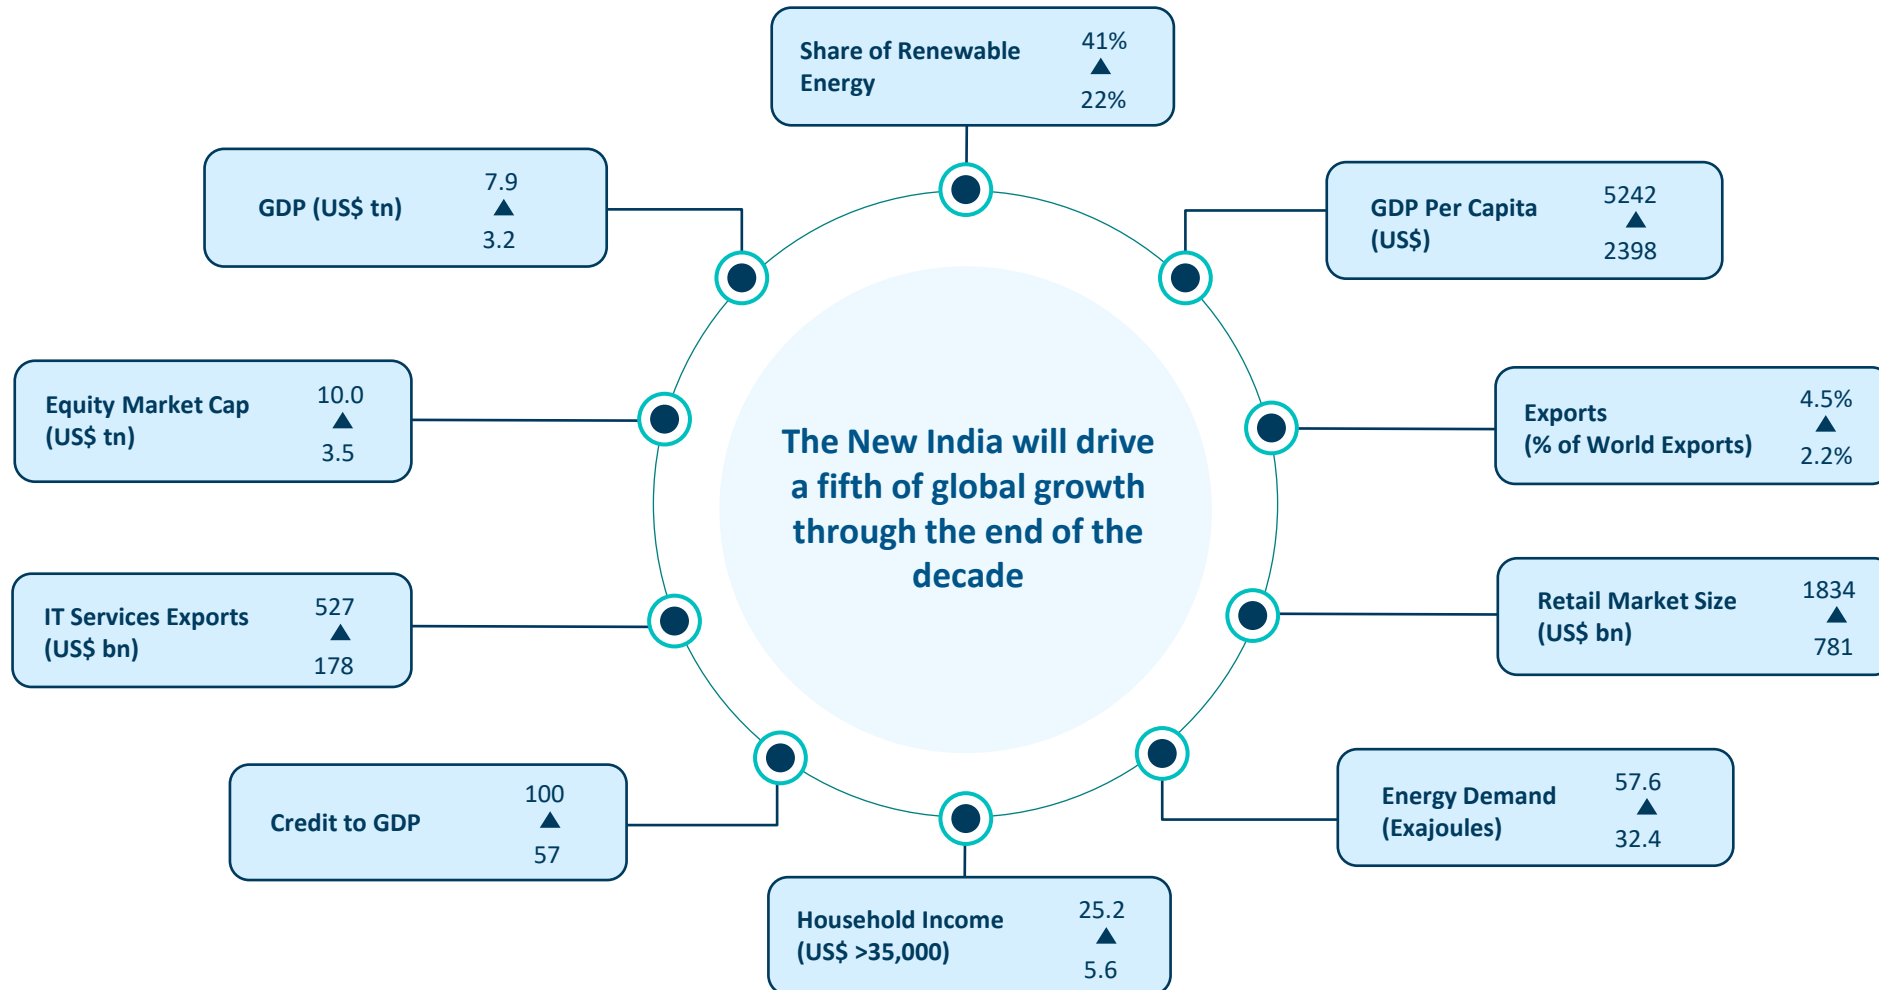 Share of Renewable
Energy
41%
▲
22%
GDP (US$ tn)
7.9
▲
3.2
GDP Per Capita
(US$)
5242
▲
2398
Equity Market Cap
(US$ tn)
10.0
▲
3.5
The New India will drive
a fifth of global growth
through the end of the
decade
Exports
(% of World Exports)
4.5%
▲
2.2%
IT Services Exports
(US$ bn)
527
▲
178
Retail Market Size
(US$ bn)
1834
▲
781
Credit to GDP
100
▲
57
Energy Demand
(Exajoules)
57.6
▲
32.4
Household Income
(US$ >35,000)
25.2
▲
5.6